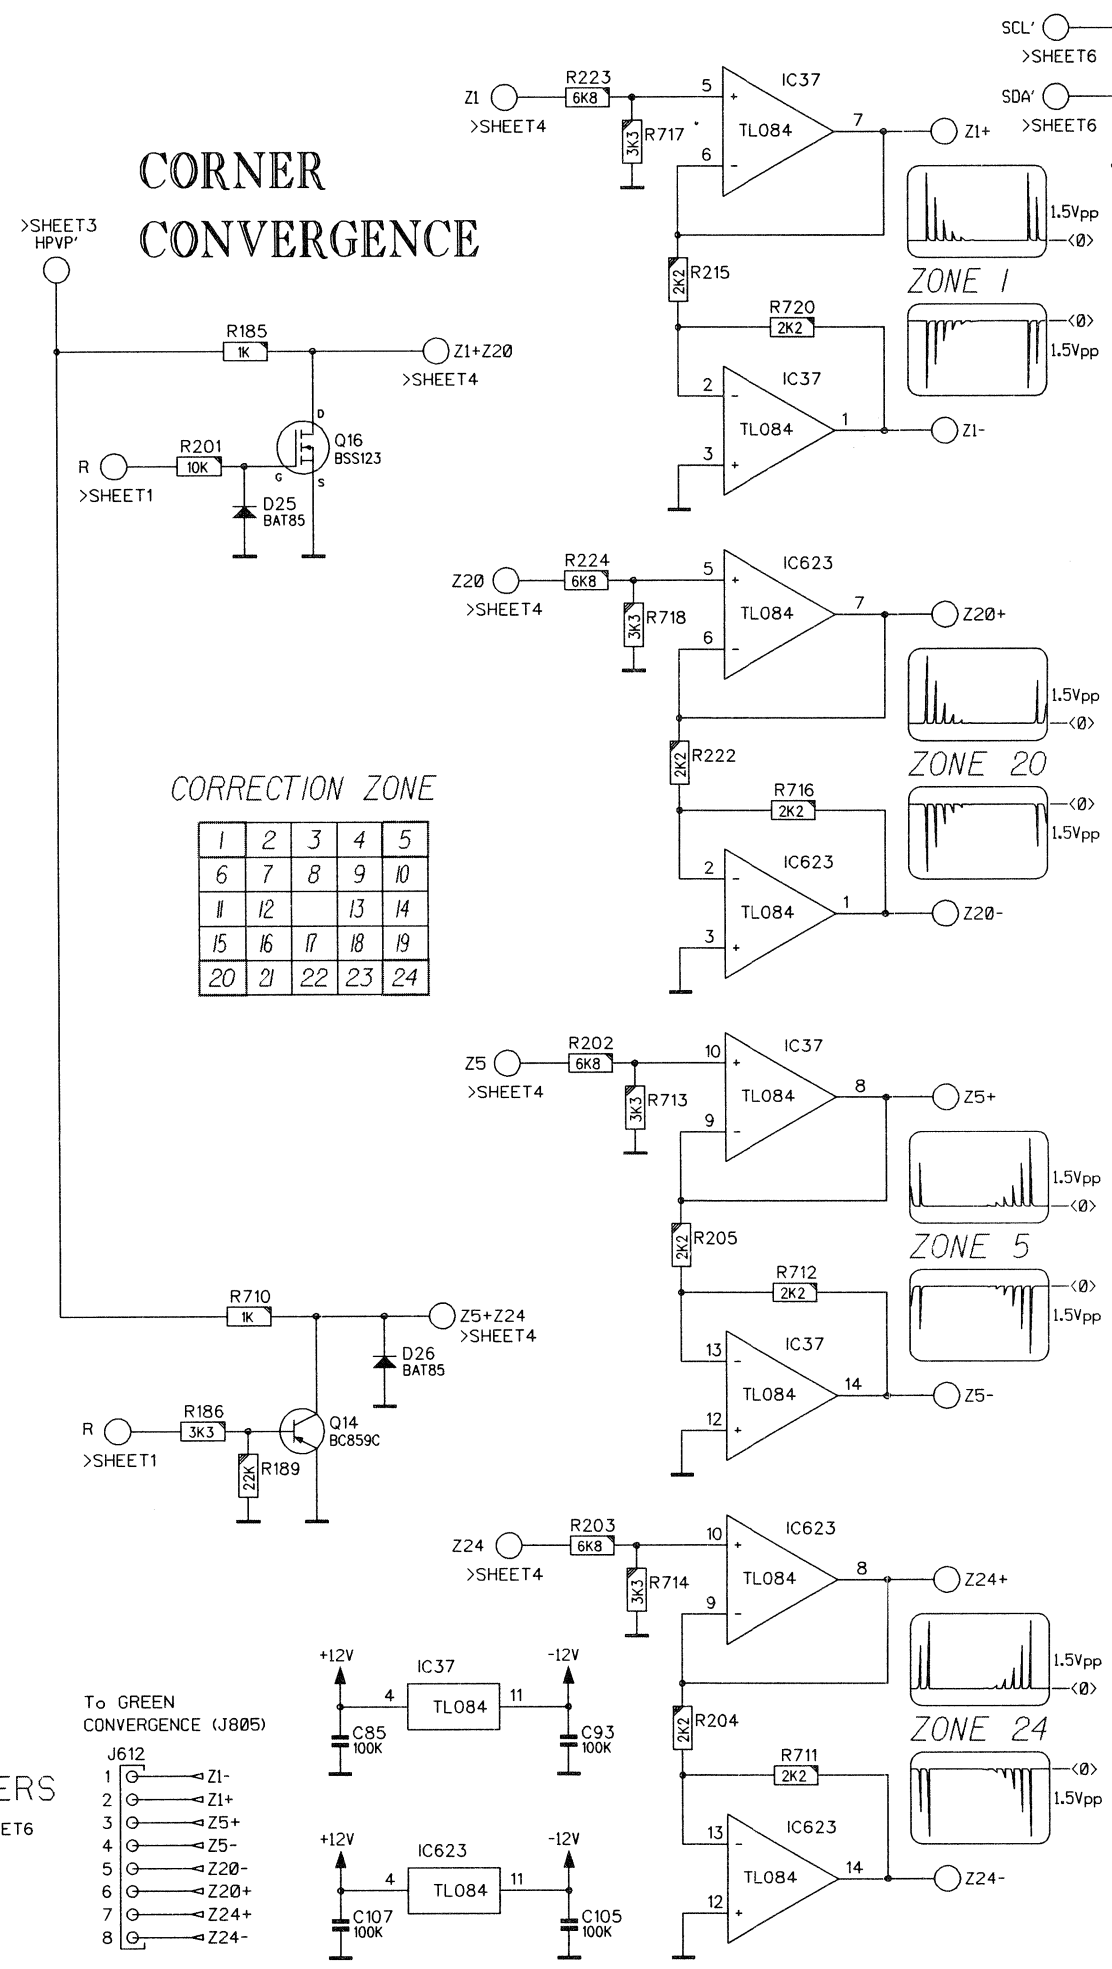 SCL'
>SHEET6
SDA'
>SHEET6
CORNER
CONVERGENCE
>SHEET3
HPVP'
R185
1K
Z1+Z20
>SHEET4
R201
10K
R
>SHEET1
D
G
S
Q16
BSS123
D25
BAT85
Z1
>SHEET4
R223
6K8
R717
3K3
5
+
6
-
IC37
TL084
7
Z1+
R215
2K2
R720
2K2
2
-
3
+
IC37
TL084
1
Z1-
1.5Vpp
<0>
ZONE 1
<0>
1.5Vpp
Z20
>SHEET4
R224
6K8
R718
3K3
5
+
6
-
IC623
TL084
7
Z20+
R222
2K2
R716
2K2
2
-
3
+
IC623
TL084
1
Z20-
1.5Vpp
<0>
ZONE 20
<0>
1.5Vpp
CORRECTION ZONE
1 2 3 4 5
6 7 8 9 10
11 12 13 14
15 16 17 18 19
20 21 22 23 24
Z5
>SHEET4
R202
6K8
R713
3K3
10
+
9
-
IC37
TL084
8
Z5+
R205
2K2
R712
2K2
13
-
12
+
IC37
TL084
14
Z5-
1.5Vpp
<0>
ZONE 5
<0>
1.5Vpp
R710
1K
Z5+Z24
>SHEET4
D26
BAT85
R
>SHEET1
R186
3K3
R189
22K
Q14
BC859C
Z24
>SHEET4
R203
6K8
R714
3K3
10
+
9
-
IC623
TL084
8
Z24+
R204
2K2
R711
2K2
13
-
12
+
IC623
TL084
14
Z24-
1.5Vpp
<0>
ZONE 24
<0>
1.5Vpp
+12V
IC37
-12V
4
TL084
11
C85
100K
C93
100K
+12V
IC623
-12V
4
TL084
11
C107
100K
C105
100K
To GREEN
CONVERGENCE (J805)
J612
1 Z1-
2 Z1+
3 Z5+
4 Z5-
5 Z20-
6 Z20+
7 Z24+
8 Z24-
ERS
ET6